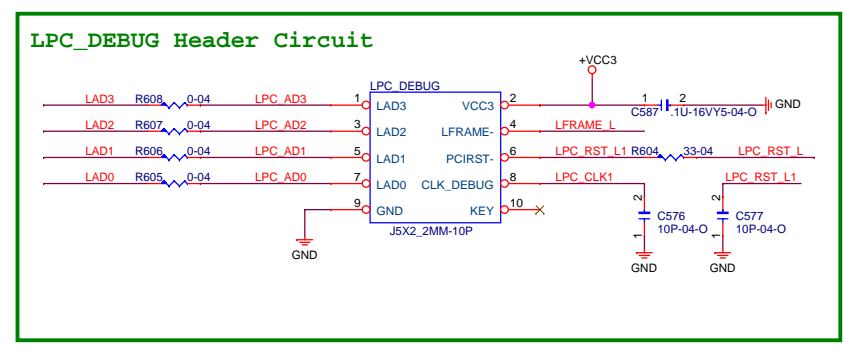 LPC_DEBUG Header Circuit
+VCC3
LPC_DEBUG
LAD3 R608 0-04 LPC_AD3 1 LAD3 VCC3 2 1 2 GND
C587 .1U-16VY5-04-O
LAD2 R607 0-04 LPC_AD2 3 LAD2 LFRAME- 4 LFRAME_L
LAD1 R606 0-04 LPC_AD1 5 LAD1 PCIRST- 6 LPC_RST_L1 R604 33-04 LPC_RST_L
LAD0 R605 0-04 LPC_AD0 7 LAD0 CLK_DEBUG 8 LPC_CLK1 LPC_RST_L1
9 GND KEY 10 2 2
C576 C577
J5X2_2MM-10P 1 10P-04-O 1 10P-04-O
GND
GND GND